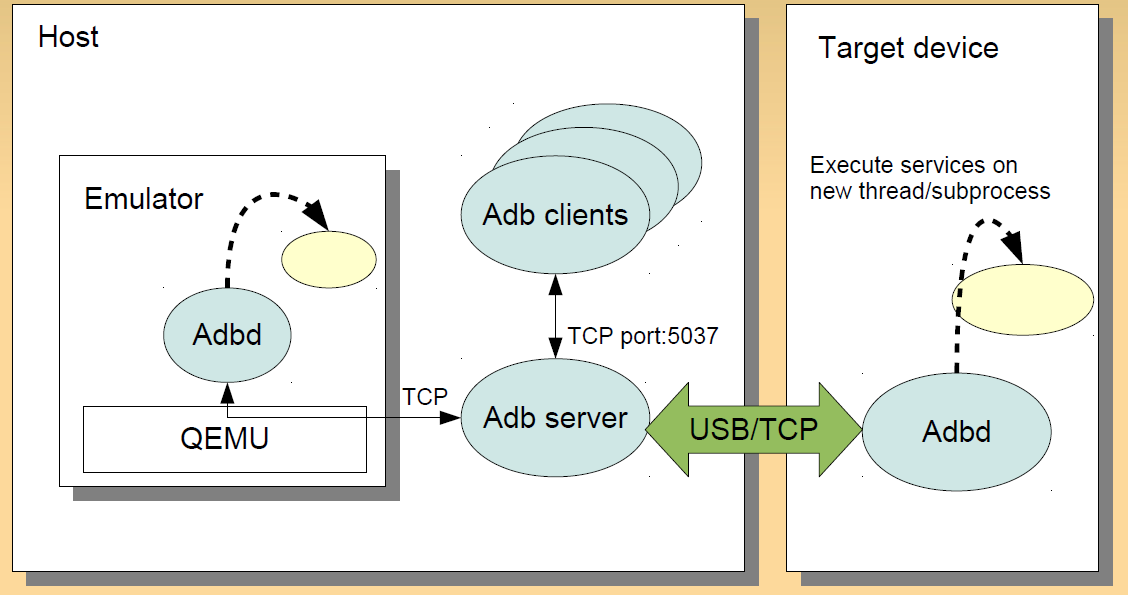 Host
Target device
Execute services on
new thread/subprocess
Emulator
Adb clients
Adbd
TCP port:5037
TCP
QEMU
Adb server
USB/TCP
Adbd